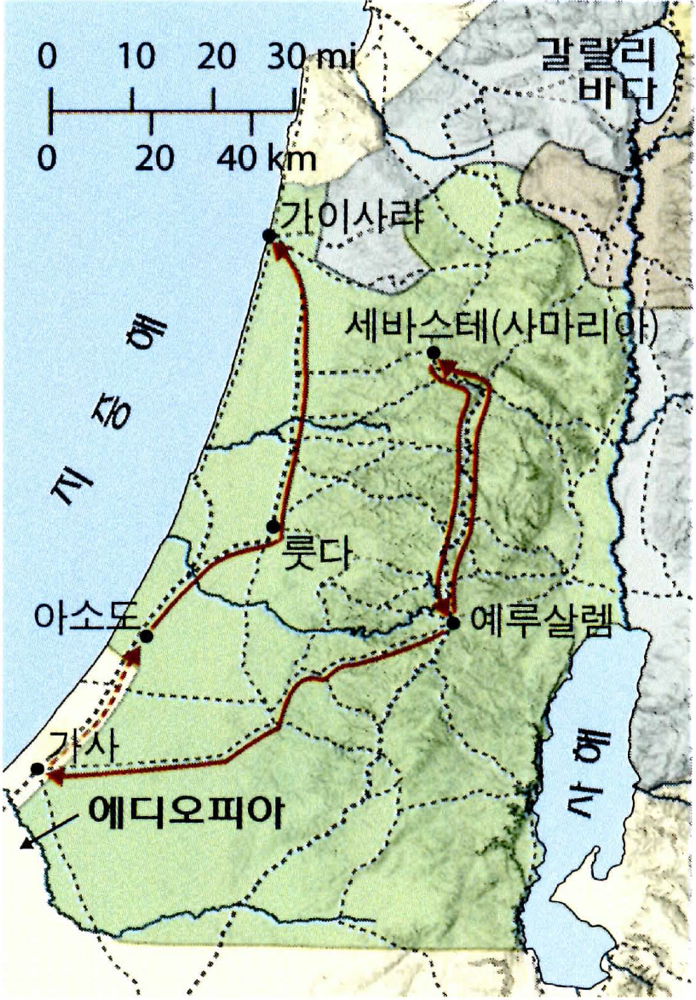 0 10 20 30 mi
0 20 40 km
갈릴리
바다
가이사랴
세바스테(사마리아)
지중해
룻다
아소도
예루살렘
가사
사해
에디오피아